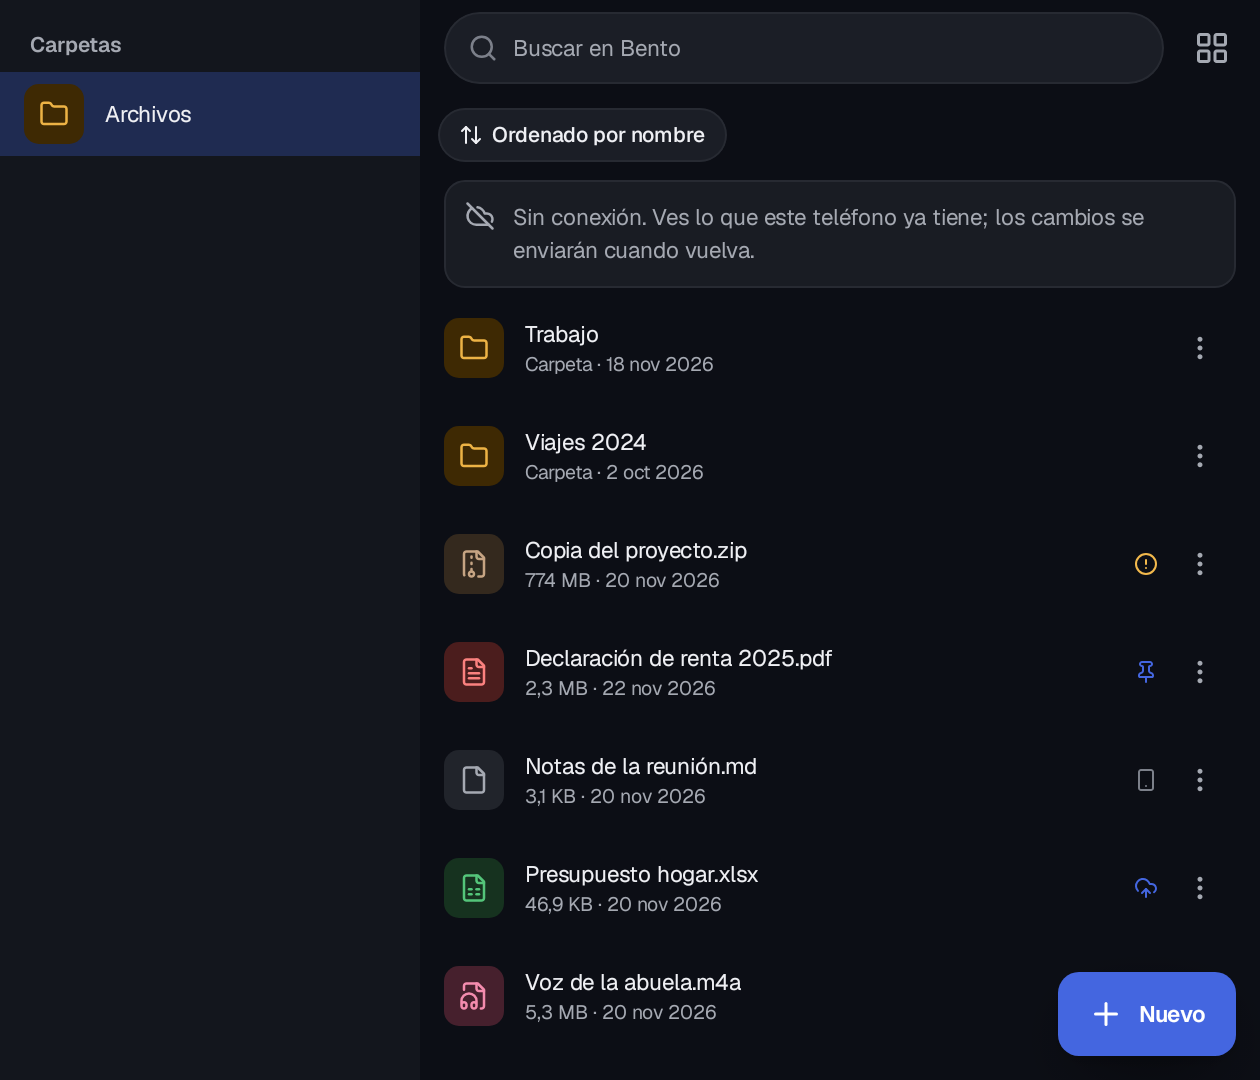 Carpetas
Archivos
Buscar en Bento
Ordenado por nombre
Sin conexión. Ves lo que este teléfono ya tiene; los cambios se
enviarán cuando vuelva.
Trabajo
Carpeta · 18 nov 2026
Viajes 2024
Carpeta · 2 oct 2026
Copia del proyecto.zip
774 MB · 20 nov 2026
Declaración de renta 2025.pdf
2,3 MB · 22 nov 2026
Notas de la reunión.md
3,1 KB · 20 nov 2026
Presupuesto hogar.xlsx
46,9 KB · 20 nov 2026
Voz de la abuela.m4a
5,3 MB · 20 nov 2026
Nuevo